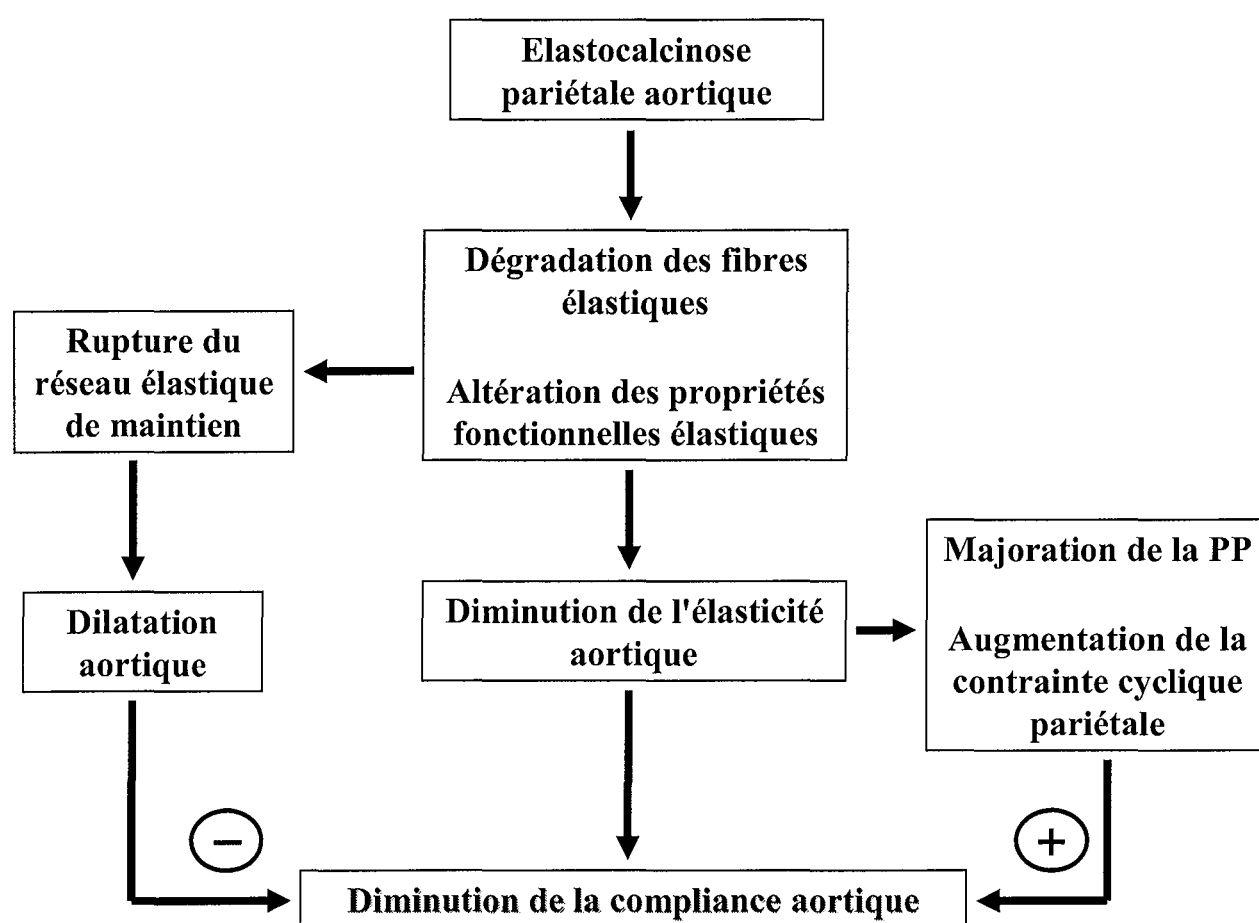 Elastocalcinose
pariétale aortique
Dégradation des fibres
élastiques
Altération des propriétés
fonctionnelles élastiques
Rupture du
réseau élastique
de maintien
Dilatation
aortique
Diminution de l'élasticité
aortique
Majoration de la PP
Augmentation de la
contrainte cyclique
pariétale
−
+
Diminution de la compliance aortique